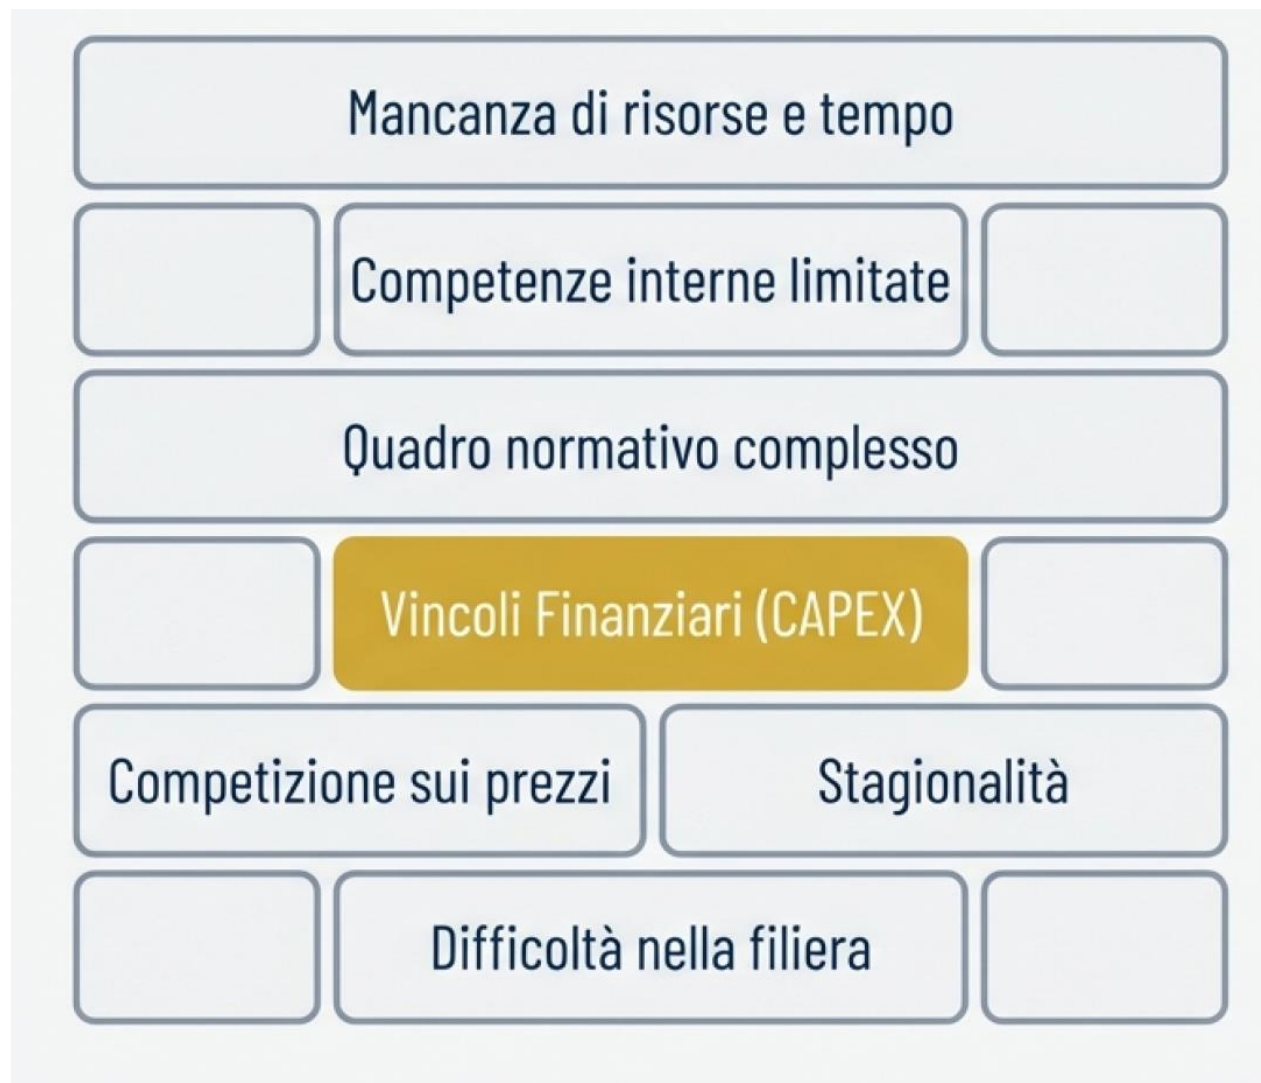 Mancanza di risorse e tempo
Competenze interne limitate
Quadro normativo complesso
Vincoli Finanziari (CAPEX)
Competizione sui prezzi
Stagionalità
Difficoltà nella filiera